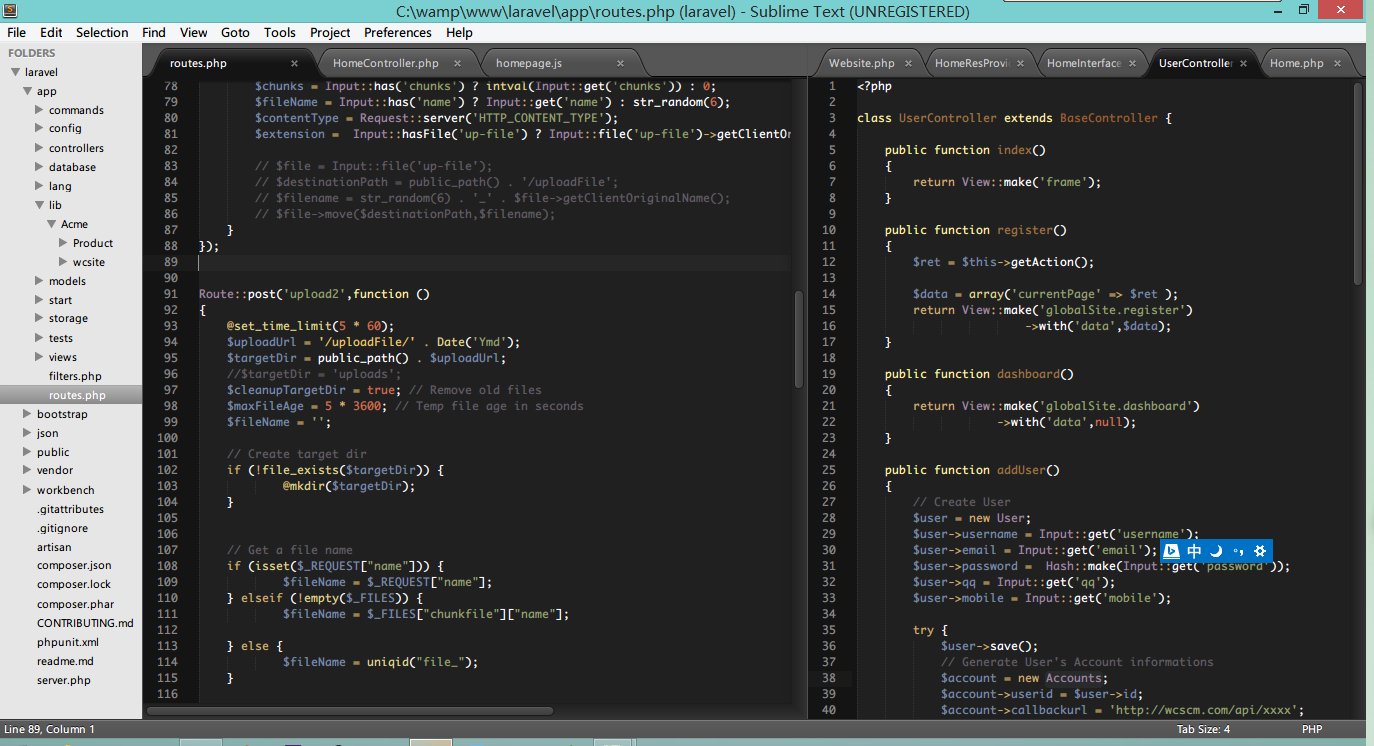 C:\wamp\www\laravel\app\routes.php (laravel) - Sublime Text (UNREGISTERED)
File Edit Selection Find View Goto Tools Project Preferences Help
FOLDERS
laravel
app
commands
config
controllers
database
lang
lib
Acme
Product
wcsite
models
start
storage
tests
views
filters.php
routes.php
bootstrap
json
public
vendor
workbench
.gitattributes
.gitignore
artisan
composer.json
composer.lock
composer.phar
CONTRIBUTING.md
phpunit.xml
readme.md
server.php
routes.php × HomeController.php × homepage.js ×
78 $chunks = Input::has('chunks') ? intval(Input::get('chunks')) : 0;
79 $fileName = Input::has('name') ? Input::get('name') : str_random(6);
80 $contentType = Request::server('HTTP_CONTENT_TYPE');
81 $extension =  Input::hasFile('up-file') ? Input::file('up-file')->getClientOr
82
83 // $file = Input::file('up-file');
84 // $destinationPath = public_path() . '/uploadFile';
85 // $filename = str_random(6) . '_' . $file->getClientOriginalName();
86 // $file->move($destinationPath,$filename);
87 }
88 });
89
90
91 Route::post('upload2',function ()
92 {
93 @set_time_limit(5 * 60);
94 $uploadUrl = '/uploadFile/' . Date('Ymd');
95 $targetDir = public_path() . $uploadUrl;
96 //$targetDir = 'uploads';
97 $cleanupTargetDir = true; // Remove old files
98 $maxFileAge = 5 * 3600; // Temp file age in seconds
99 $fileName = '';
100
101 // Create target dir
102 if (!file_exists($targetDir)) {
103 @mkdir($targetDir);
104 }
105
106
107 // Get a file name
108 if (isset($_REQUEST["name"])) {
109 $fileName = $_REQUEST["name"];
110 } elseif (!empty($_FILES)) {
111 $fileName = $_FILES["chunkfile"]["name"];
112
113 } else {
114 $fileName = uniqid("file_");
115 }
116
Website.php × HomeResProvi × HomeInterface × UserController × Home.php ×
1 <?php
2
3 class UserController extends BaseController {
4
5 public function index()
6 {
7 return View::make('frame');
8 }
9
10 public function register()
11 {
12 $ret = $this->getAction();
13
14 $data = array('currentPage' => $ret );
15 return View::make('globalSite.register')
16 ->with('data',$data);
17 }
18
19 public function dashboard()
20 {
21 return View::make('globalSite.dashboard')
22 ->with('data',null);
23 }
24
25 public function addUser()
26 {
27 // Create User
28 $user = new User;
29 $user->username = Input::get('username');
30 $user->email = Input::get('email');
中
31 $user->password =  Hash::make(Input::get('password'));
32 $user->qq = Input::get('qq');
33 $user->mobile = Input::get('mobile');
34
35 try {
36 $user->save();
37 // Generate User's Account informations
38 $account = new Accounts;
39 $account->userid = $user->id;
40 $account->callbackurl = 'http://wcscm.com/api/xxxx';
Line 89, Column 1
Tab Size: 4
PHP